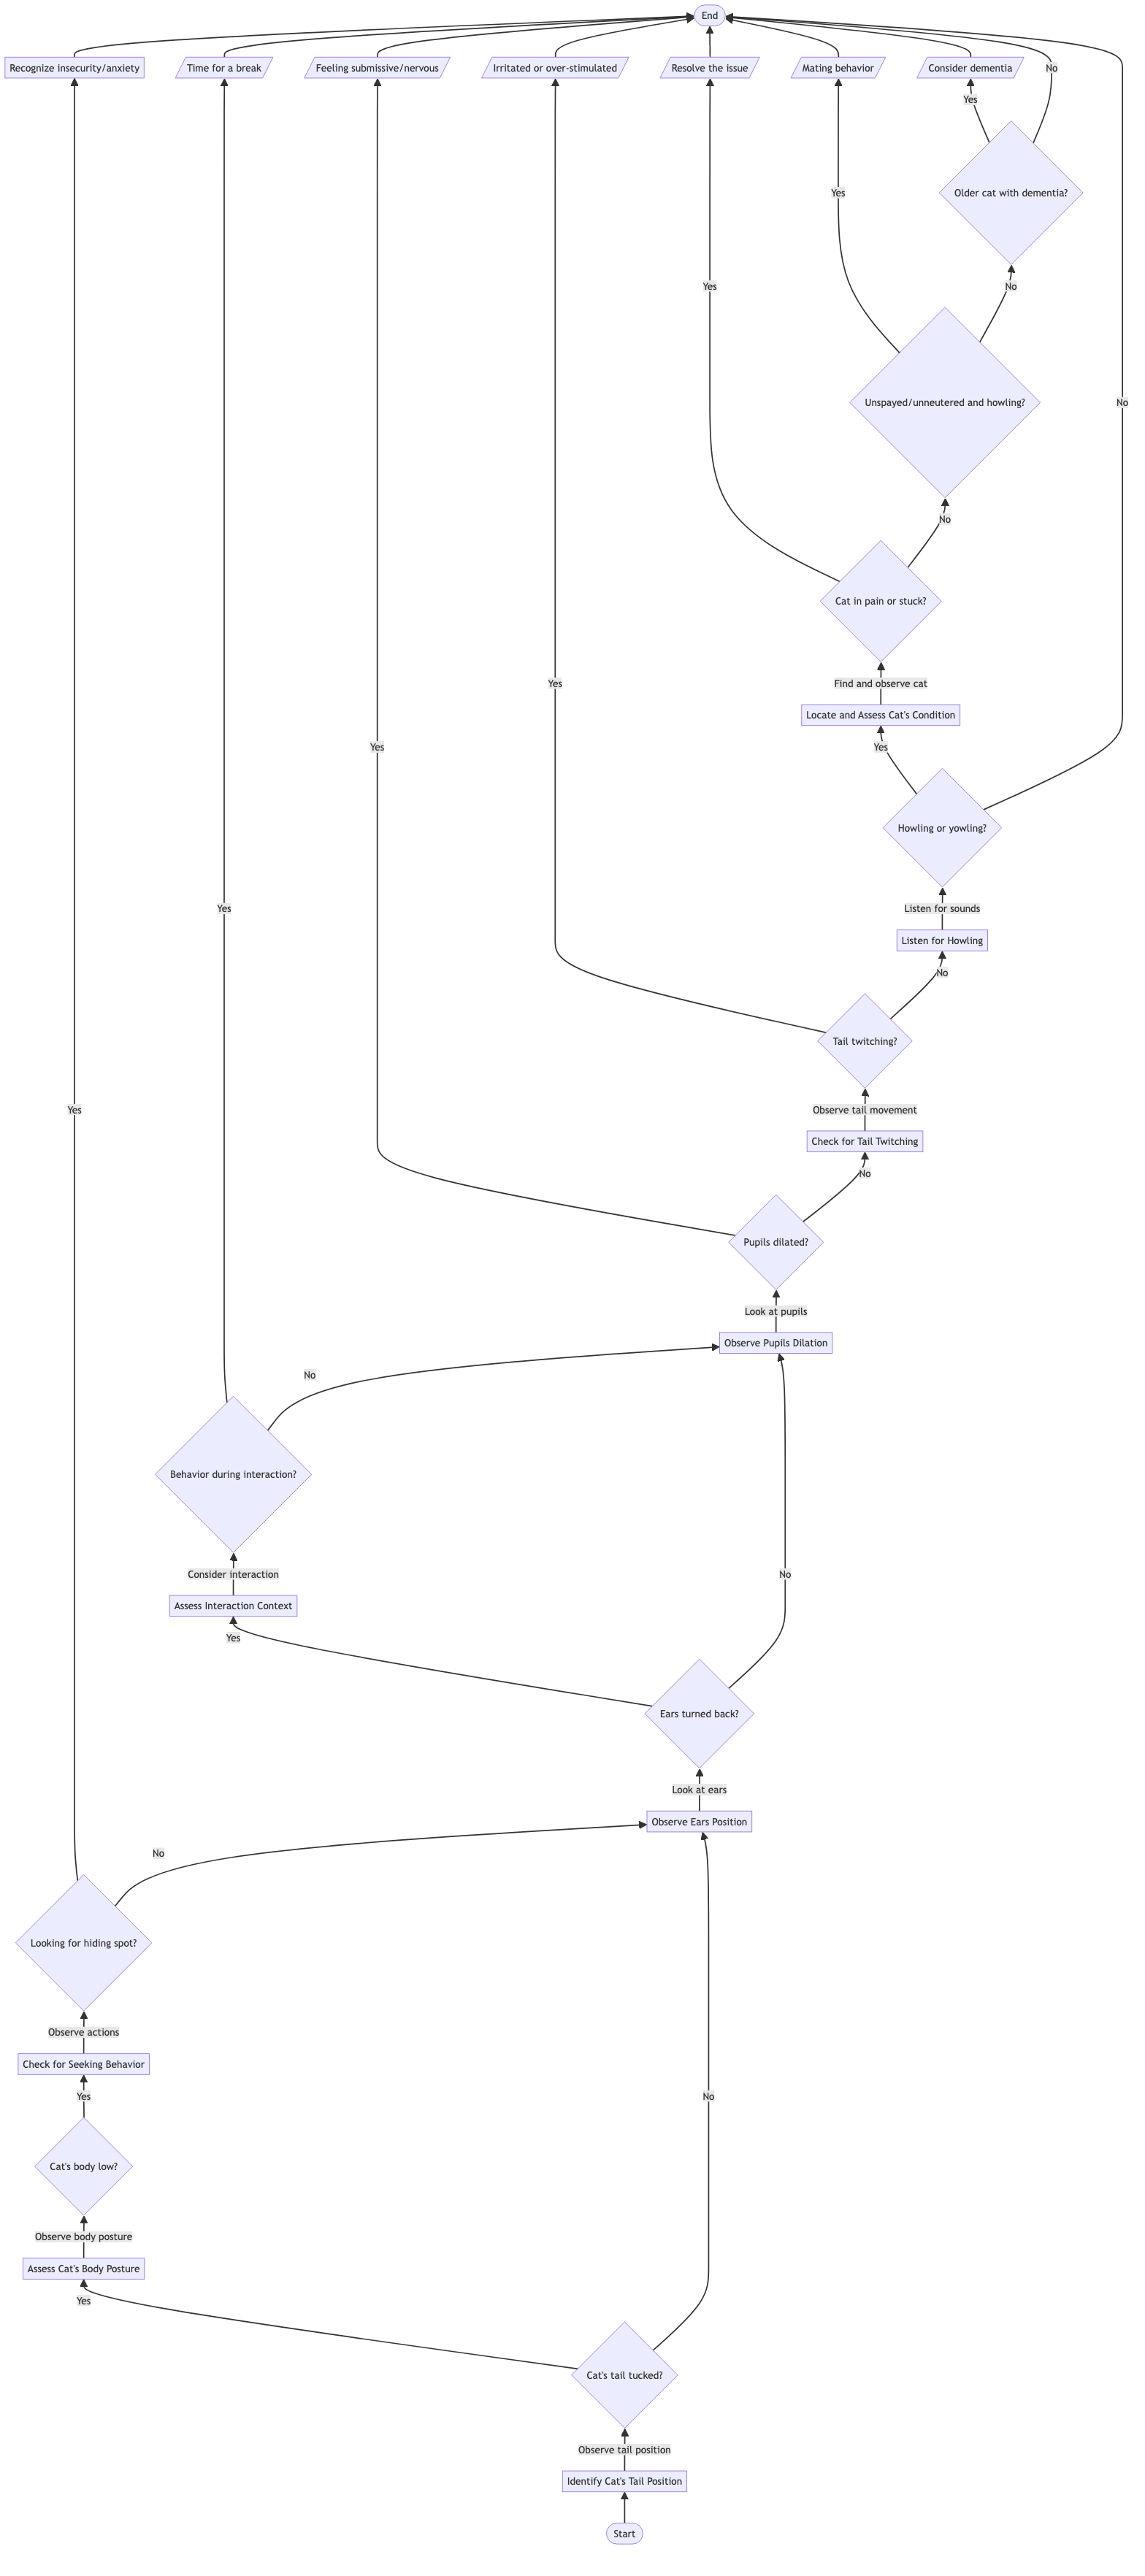 End
Recognize insecurity/anxiety
Time for a break
Feeling submissive/nervous
Irritated or over-stimulated
Resolve the issue
Mating behavior
Consider dementia
No
Yes
Older cat with dementia?
Yes
Yes
No
Unspayed/unneutered and howling?
No
No
Cat in pain or stuck?
Yes
Find and observe cat
Locate and Assess Cat's Condition
Yes
Yes
Howling or yowling?
Yes
Listen for sounds
Listen for Howling
No
Tail twitching?
Yes
Observe tail movement
Check for Tail Twitching
No
Pupils dilated?
Look at pupils
Observe Pupils Dilation
No
Behavior during interaction?
Consider interaction
No
Assess Interaction Context
Yes
Ears turned back?
Look at ears
Observe Ears Position
No
Looking for hiding spot?
Observe actions
Check for Seeking Behavior
Yes
No
Cat's body low?
Observe body posture
Assess Cat's Body Posture
Yes
Cat's tail tucked?
Observe tail position
Identify Cat's Tail Position
Start